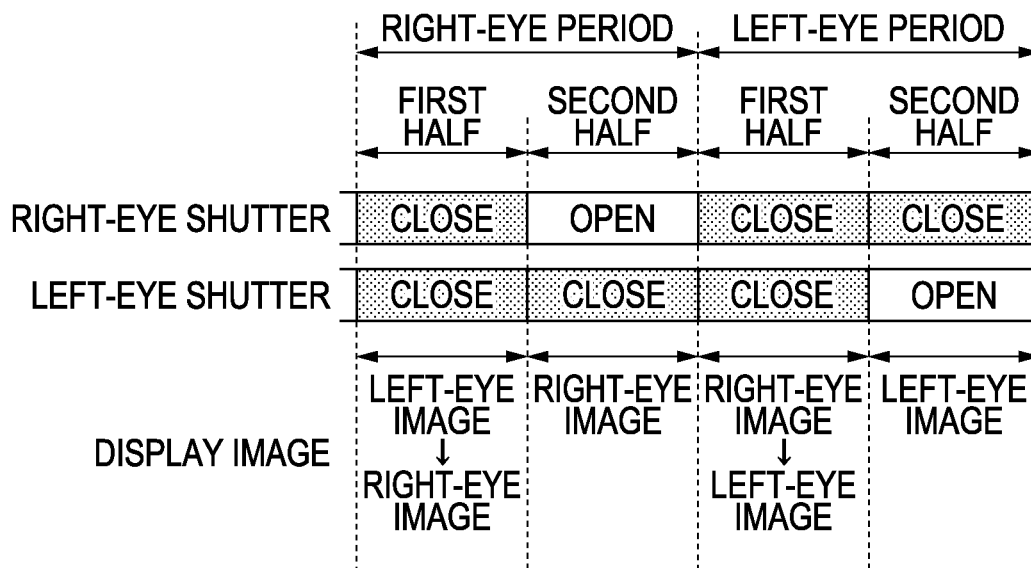 RIGHT-EYE PERIOD LEFT-EYE PERIOD
FIRST HALF SECOND HALF FIRST HALF SECOND HALF
RIGHT-EYE SHUTTER CLOSE OPEN CLOSE CLOSE
LEFT-EYE SHUTTER CLOSE CLOSE CLOSE OPEN
DISPLAY IMAGE LEFT-EYE IMAGE ↓ RIGHT-EYE IMAGE RIGHT-EYE IMAGE RIGHT-EYE IMAGE ↓ LEFT-EYE IMAGE LEFT-EYE IMAGE